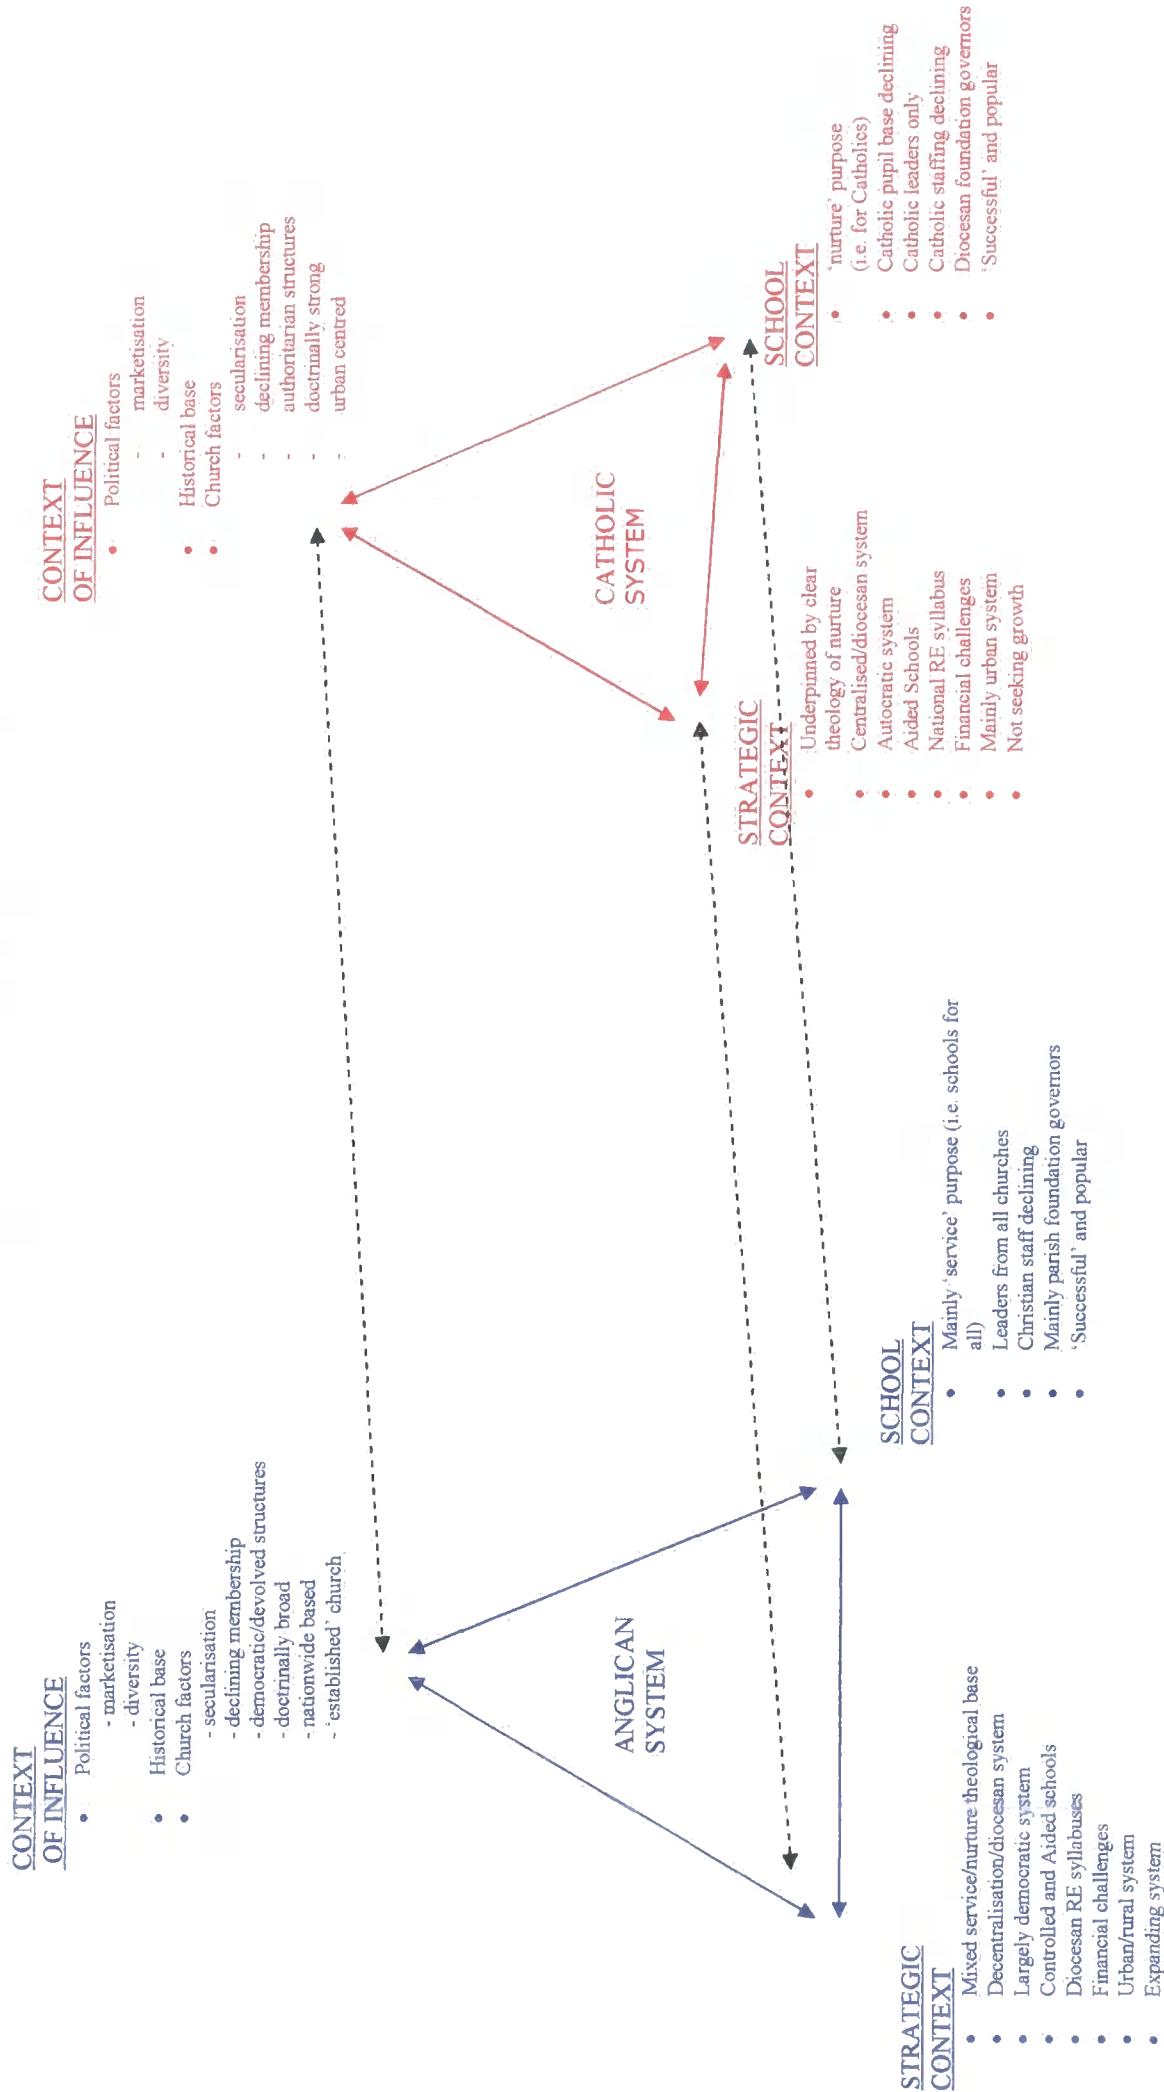 CONTEXT
OF INFLUENCE
• Political factors
- marketisation
- diversity
• Historical base
• Church factors
- secularisation
- declining membership
- democratic/devolved structures
- doctrinally broad
- nationwide based
- 'established' church
ANGLICAN
SYSTEM
STRATEGIC
CONTEXT
• Mixed service/nurture theological base
• Decentralisation/diocesan system
• Largely democratic system
• Controlled and Aided schools
• Diocesan RE syllabuses
• Financial challenges
• Urban/rural system
• Expanding system
SCHOOL
CONTEXT
• Mainly 'service' purpose (i.e. schools for
all)
• Leaders from all churches
• Christian staff declining
• Mainly parish foundation governors
• 'Successful' and popular
CONTEXT
OF INFLUENCE
• Political factors
- marketisation
- diversity
• Historical base
• Church factors
- secularisation
- declining membership
- authoritarian structures
- doctrinally strong
- urban centred
CATHOLIC
SYSTEM
STRATEGIC
CONTEXT
• Underpinned by clear
theology of nurture
• Centralised/diocesan system
• Autocratic system
• Aided Schools
• National RE syllabus
• Financial challenges
• Mainly urban system
• Not seeking growth
SCHOOL
CONTEXT
• 'nurture' purpose
(i.e. for Catholics)
• Catholic pupil base declining
• Catholic leaders only
• Catholic staffing declining
• Diocesan foundation governors
• 'Successful' and popular